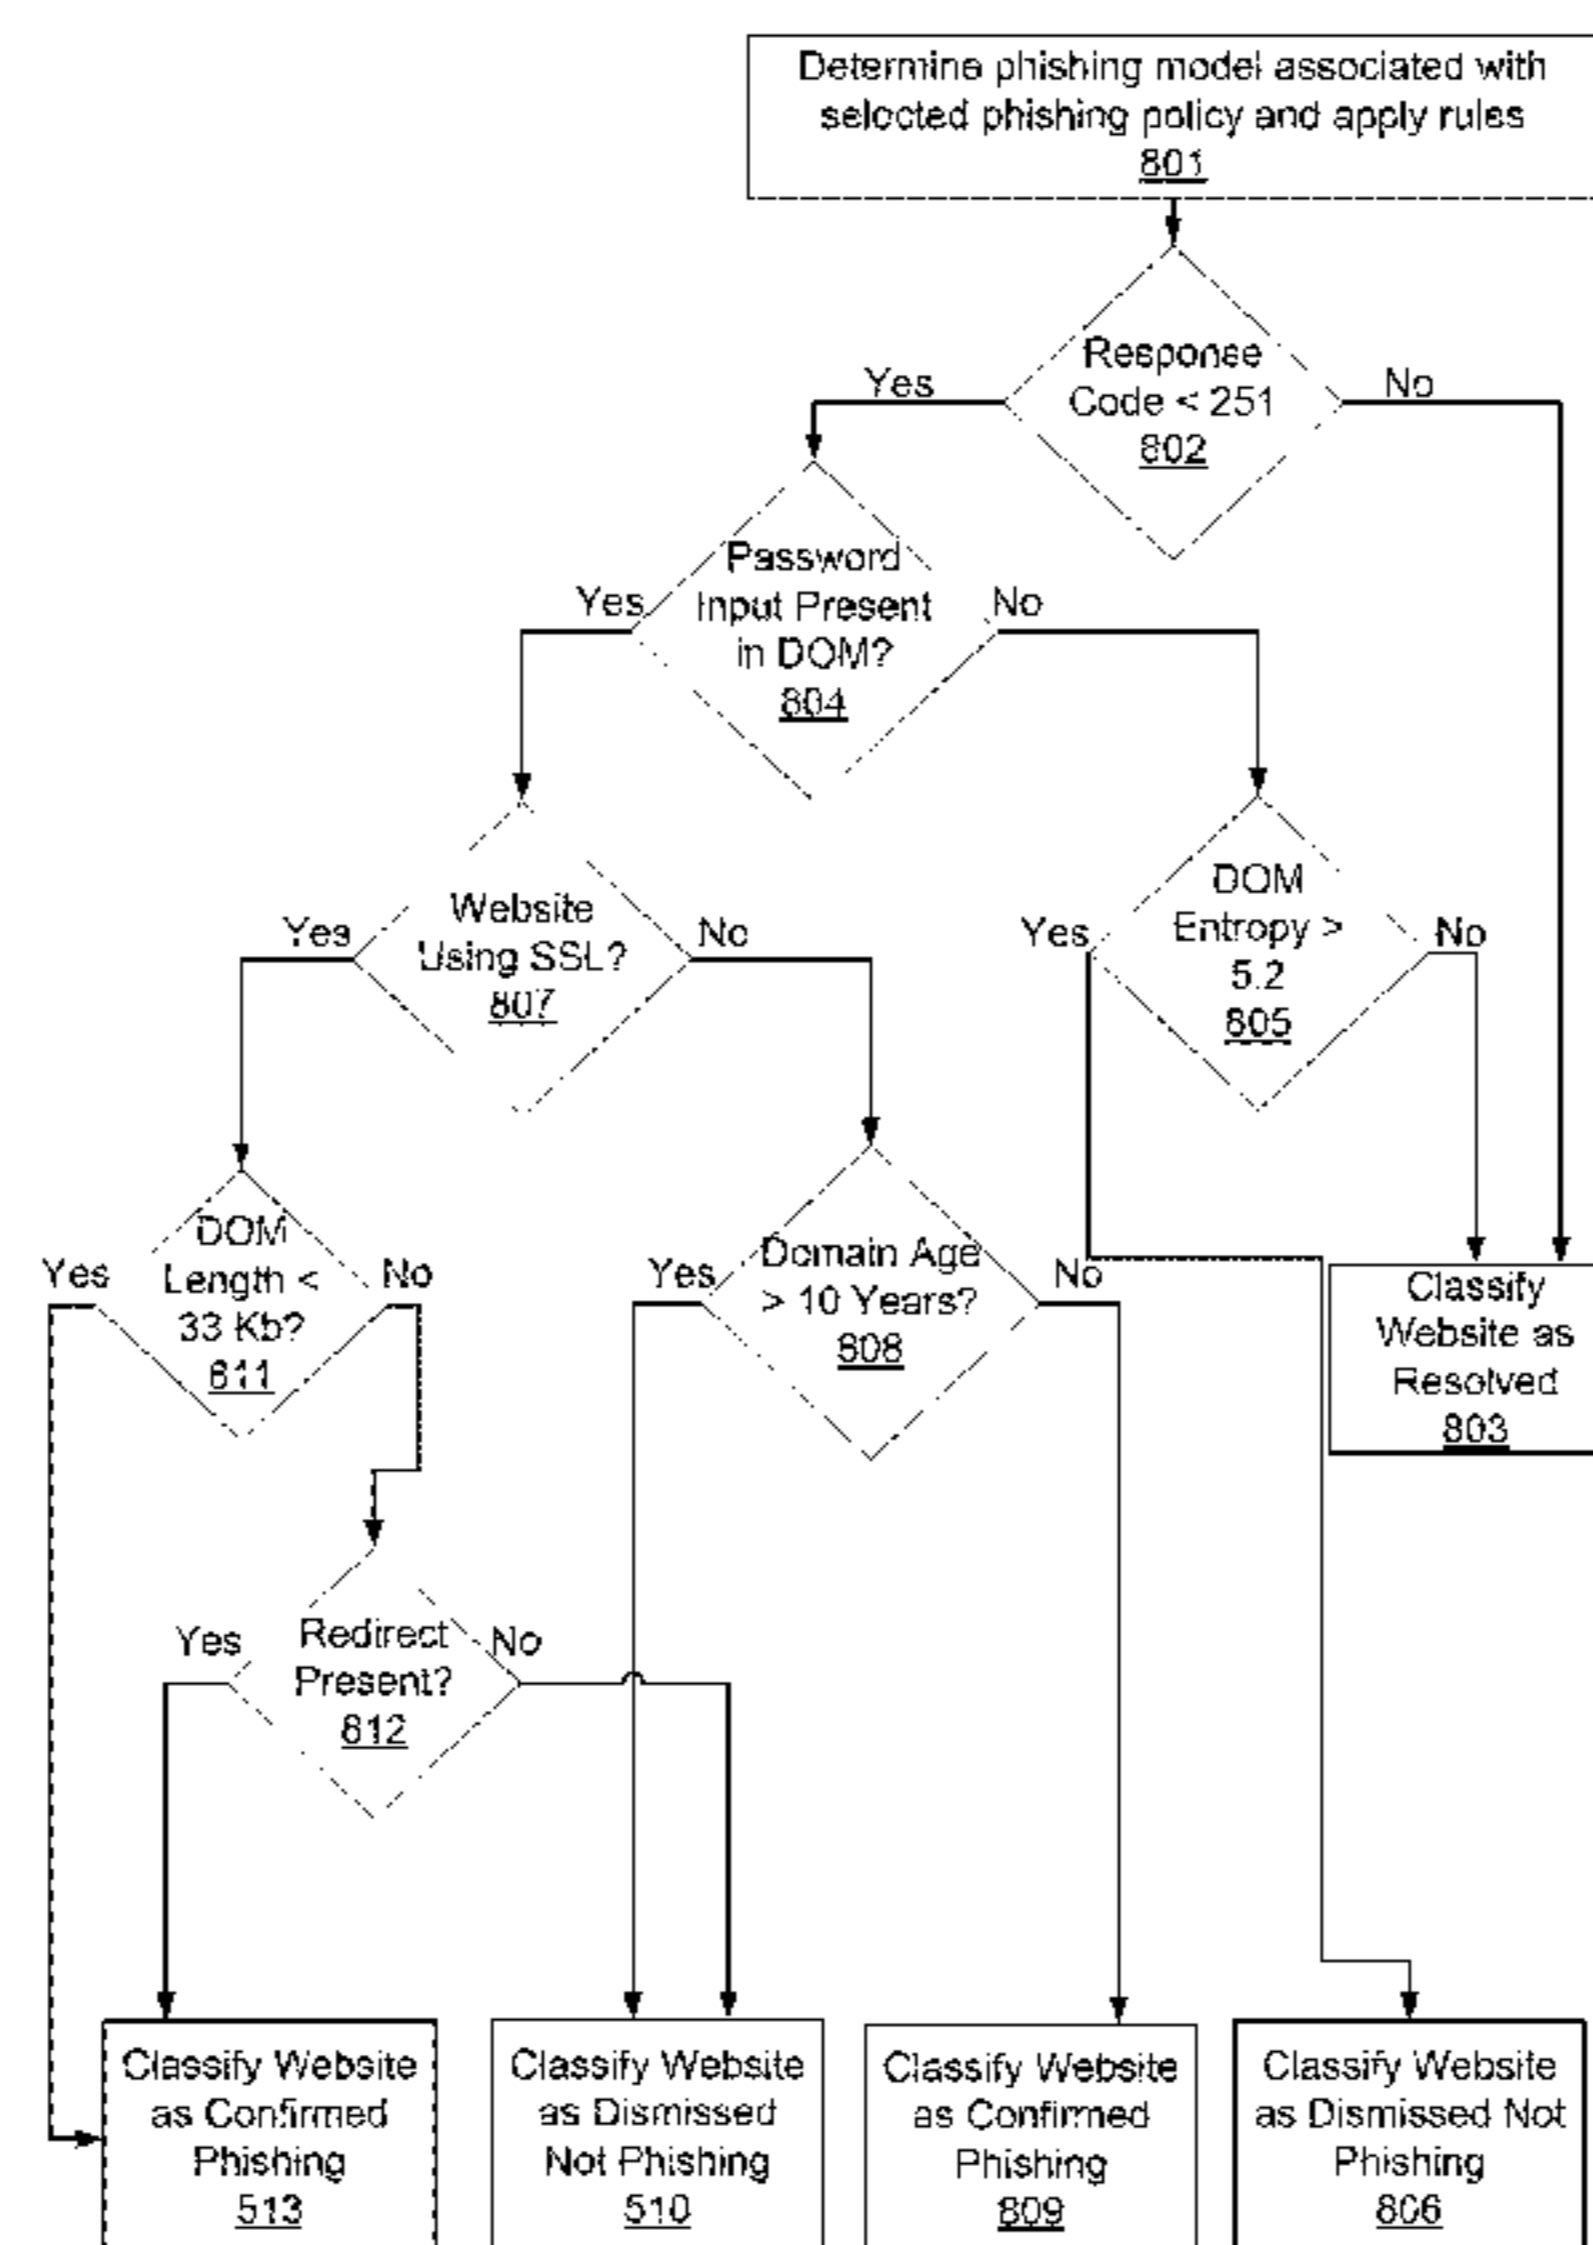 Determine phishing model associated with
selected phishing policy and apply rules
801
Response
Code < 251
802
Yes
No
Password
Input Present
in DOM?
804
Yes
No
Website
Using SSL?
807
Yes
No
DOM
Entropy >
5.2
805
Yes
No
DOM
Length <
33 Kb?
811
Yes
No
Domain Age
> 10 Years?
808
Yes
No
Classify
Website as
Resolved
803
Redirect
Present?
812
Yes
No
Classify Website
as Confirmed
Phishing
513
Classify Website
as Dismissed
Not Phishing
510
Classify Website
as Confirmed
Phishing
809
Classify Website
as Dismissed Not
Phishing
806